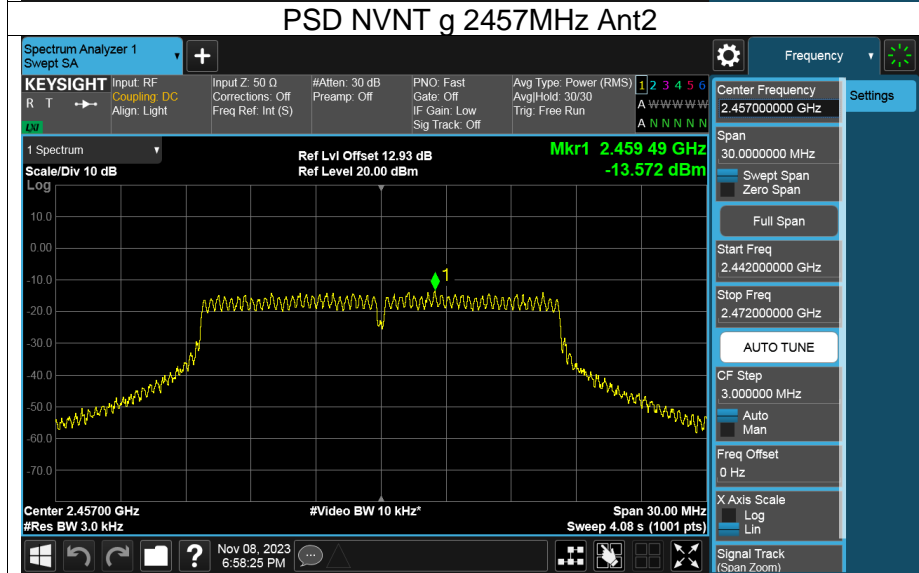 PSD NVNT g 2457MHz Ant2
Spectrum Analyzer 1
Swept SA
+
Frequency
KEYSIGHT
R T
LXI
Input: RF
Coupling: DC
Align: Light
Input Z: 50 Ω
Corrections: Off
Freq Ref: Int (S)
#Atten: 30 dB
Preamp: Off
PNO: Fast
Gate: Off
IF Gain: Low
Sig Track: Off
Avg Type: Power (RMS)
Avg|Hold: 30/30
Trig: Free Run
1 2 3 4 5 6
A W W W W W
A N N N N N
1 Spectrum
Scale/Div 10 dB
Log
Ref Lvl Offset 12.93 dB
Ref Level 20.00 dBm
Mkr1 2.459 49 GHz
-13.572 dBm
10.0
0.00
-10.0
-20.0
-30.0
-40.0
-50.0
-60.0
-70.0
1
Center 2.45700 GHz
#Res BW 3.0 kHz
#Video BW 10 kHz*
Span 30.00 MHz
Sweep 4.08 s (1001 pts)
Center Frequency
2.457000000 GHz
Settings
Span
30.0000000 MHz
Swept Span
Zero Span
Full Span
Start Freq
2.442000000 GHz
Stop Freq
2.472000000 GHz
AUTO TUNE
CF Step
3.000000 MHz
Auto
Man
Freq Offset
0 Hz
X Axis Scale
Log
Lin
Signal Track
(Span Zoom)
?
Nov 08, 2023
6:58:25 PM